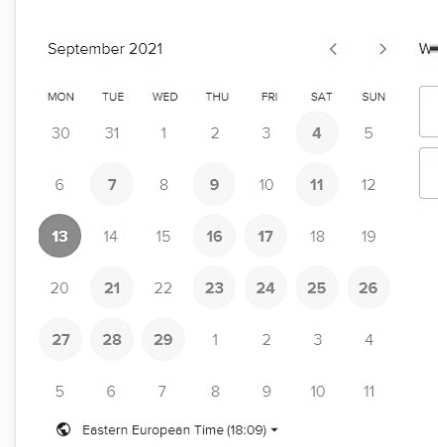 September 2021
MON TUE WED THU FRI SAT SUN
30 31 1 2 3 4 5
6 7 8 9 10 11 12
13 14 15 16 17 18 19
20 21 22 23 24 25 26
27 28 29 1 2 3 4
5 6 7 8 9 10 11
Eastern European Time (18:09)